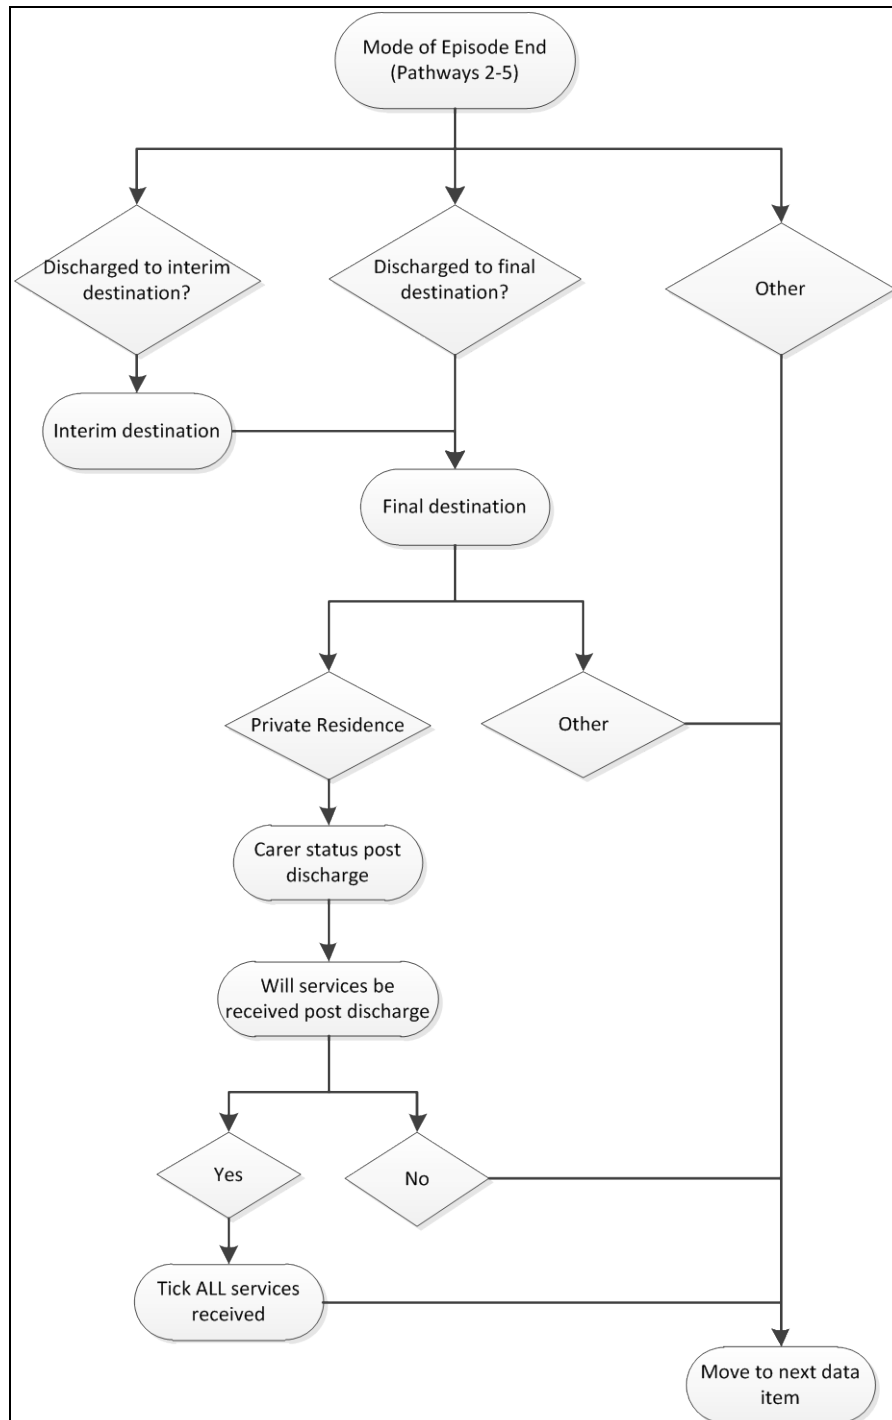 Mode of Episode End
(Pathways 2-5)
Discharged to interim
destination?
Discharged to final
destination?
Other
Interim destination
Final destination
Private Residence
Other
Carer status post
discharge
Will services be
received post discharge
Yes
No
Tick ALL services
received
Move to next data
item